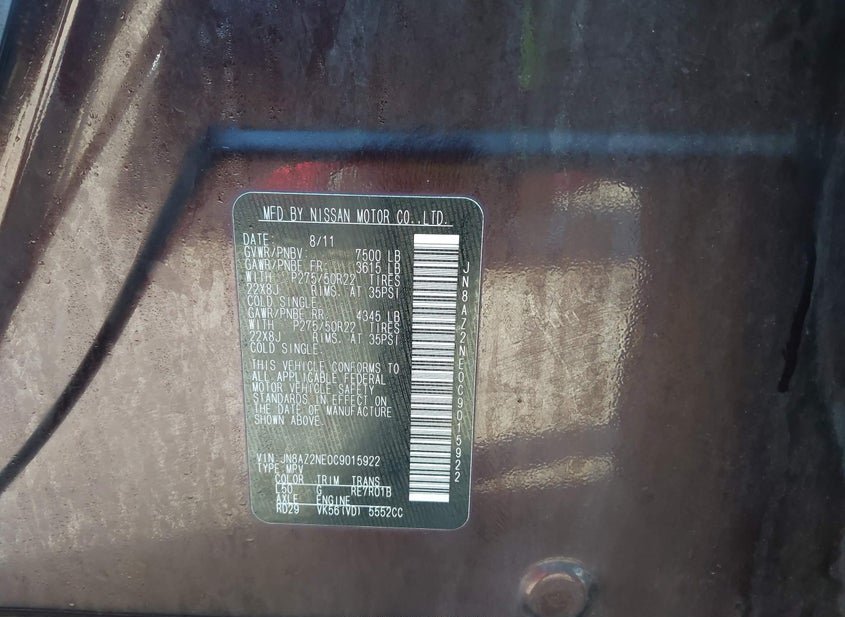 MFD BY NISSAN MOTOR CO.,LTD.
DATE: 8/11
GVWR/PNBV: 7500 LB
GAWR/PNBE FR: 3615 LB
WITH P275/50R22 TIRES
22X8J RIMS. AT 35PSI
COLD SINGLE.
GAWR/PNBE RR: 4345 LB
WITH P275/50R22 TIRES
22X8J RIMS. AT 35PSI
COLD SINGLE.
THIS VEHICLE CONFORMS TO
ALL APPLICABLE FEDERAL
MOTOR VEHICLE SAFETY
STANDARDS IN EFFECT ON
THE DATE OF MANUFACTURE
SHOWN ABOVE.
VIN: JN8AZ2NE0C9015922
TYPE: MPV
COLOR TRIM TRANS
L50 G RE7R01B
AXLE ENGINE
RD29 VK56(VD) 5552CC
JN8AZ2NE0C9015922